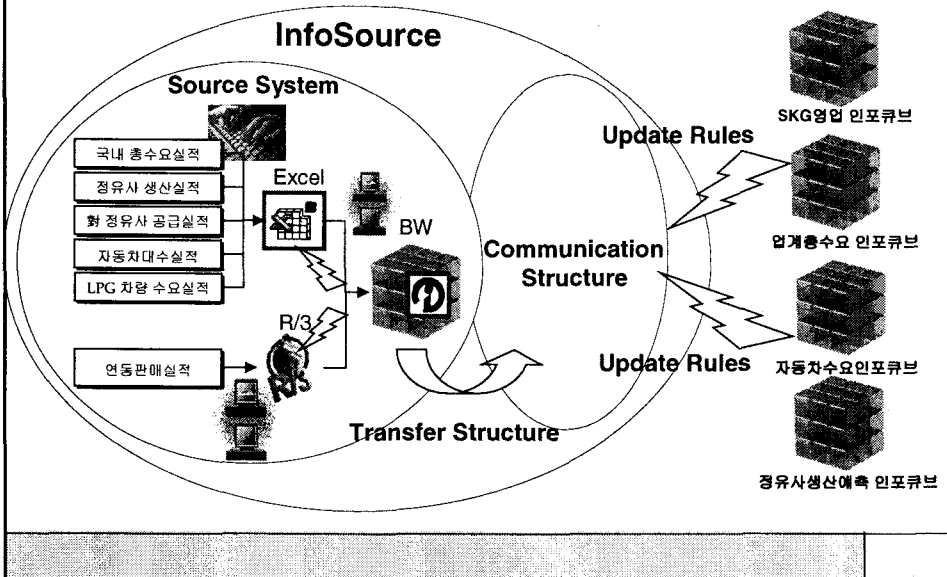 InfoSource
Source System
국내 총수요실적
정유사 생산실적
對 정유사 공급실적
자동차대수실적
LPG 차량 수요실적
Excel
BW
R/3
R/3
연동판매실적
Transfer Structure
Communication
Structure
Update Rules
Update Rules
SKG영업 인포큐브
업계총수요 인포큐브
자동차수요인포큐브
정유사생산예측 인포큐브